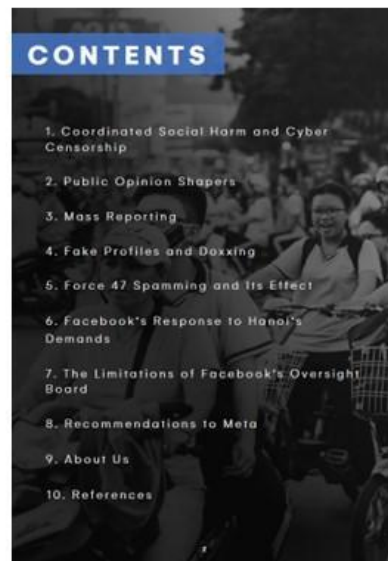 CONTENTS
1. Coordinated Social Harm and Cyber
Censorship
2. Public Opinion Shapers
3. Mass Reporting
4. Fake Profiles and Doxxing
5. Force 47 Spamming and Its Effect
6. Facebook's Response to Hanoi's
Demands
7. The Limitations of Facebook's Oversight
Board
8. Recommendations to Meta
9. About Us
10. References